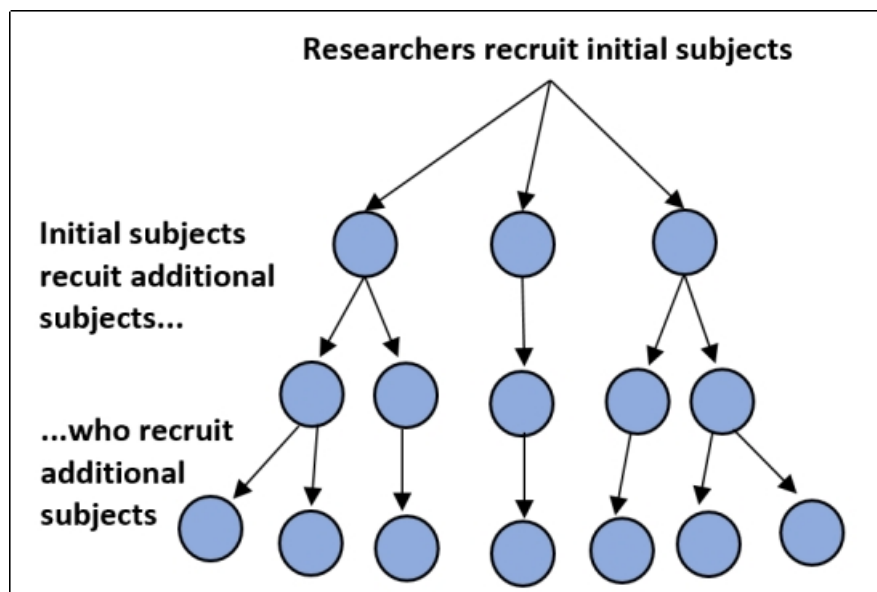 Researchers recruit initial subjects
Initial subjects
recuit additional
subjects...
...who recruit
additional
subjects